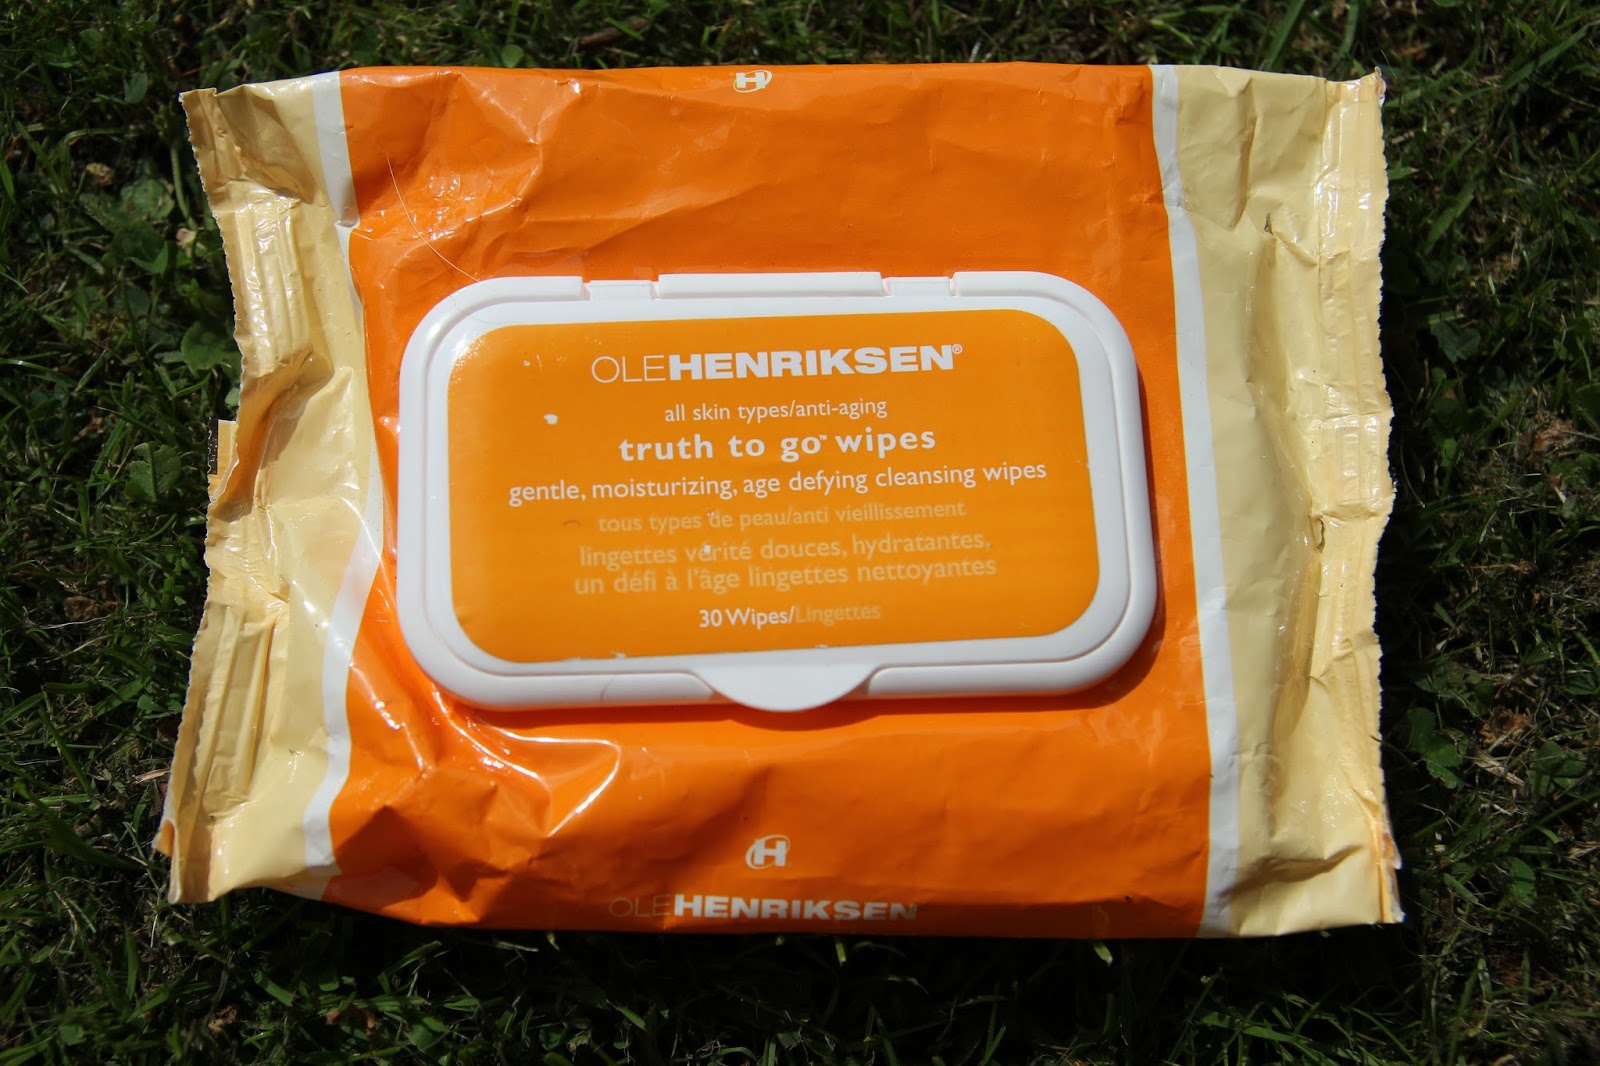 H
OLEHENRIKSEN®
all skin types/anti-aging
truth to go™ wipes
gentle, moisturizing, age defying cleansing wipes
tous types de peau/anti vieillissement
lingettes vérité douces, hydratantes,
un défi à l'âge lingettes nettoyantes
30 Wipes/Lingettes
H
OLEHENRIKSEN